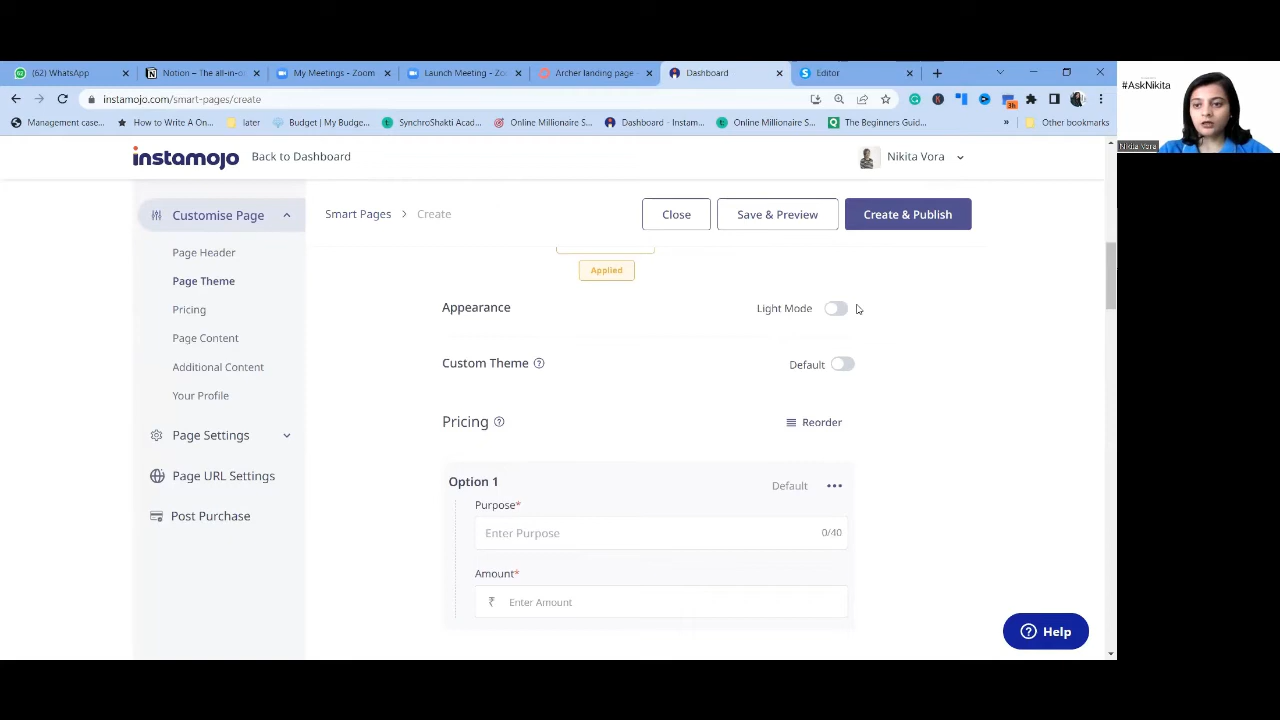 (62) WhatsApp
Notion – The all-in-o
My Meetings - Zoom
Launch Meeting - Zo
Archer landing page -
Dashboard
Editor
instamojo.com/smart-pages/create
3h
Management case...
How to Write A On...
later
Budget | My Budge...
SynchroShakti Acad...
Online Millionaire S...
Dashboard - Instam...
Online Millionaire S...
The Beginners Guid...
»
Other bookmarks
#AskNikita
Nikita Vora
instamojo
Back to Dashboard
Nikita Vora
Customise Page
Page Header
Page Theme
Pricing
Page Content
Additional Content
Your Profile
Page Settings
Page URL Settings
Post Purchase
Smart Pages > Create
Close
Save & Preview
Create & Publish
Applied
Appearance
Light Mode
Custom Theme ?
Default
Pricing ?
Reorder
Option 1
Default
Purpose*
Enter Purpose
0/40
Amount*
₹ Enter Amount
? Help